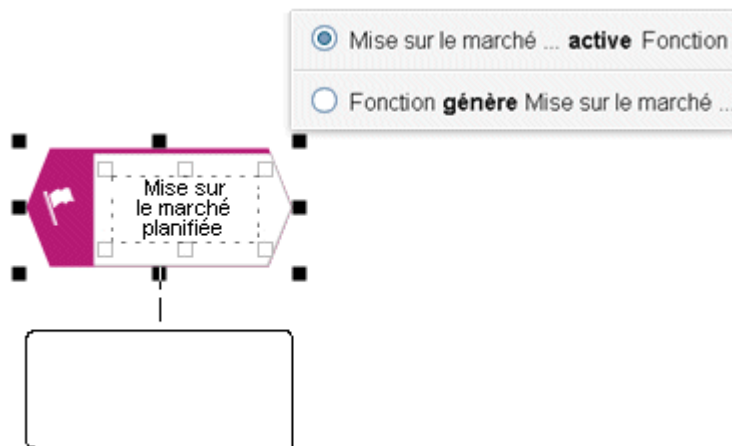 Mise sur le marché ... active Fonction
Fonction génère Mise sur le marché ...
Mise sur
le marché
planifiée